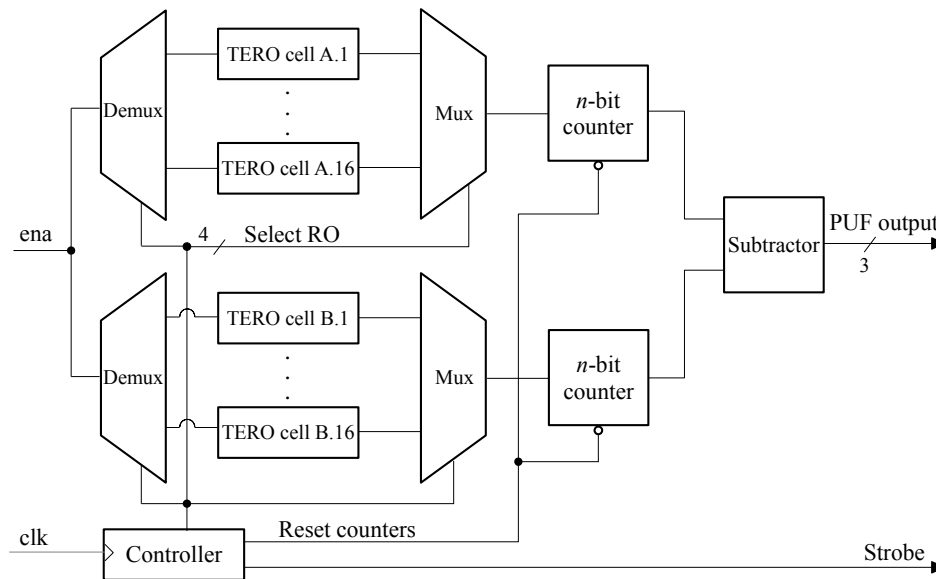 TERO cell A.1
Demux
Mux
n-bit
counter
TERO cell A.16
ena
4
Select RO
PUF output
Subtractor
3
TERO cell B.1
Demux
Mux
n-bit
counter
TERO cell B.16
clk
Controller
Reset counters
Strobe